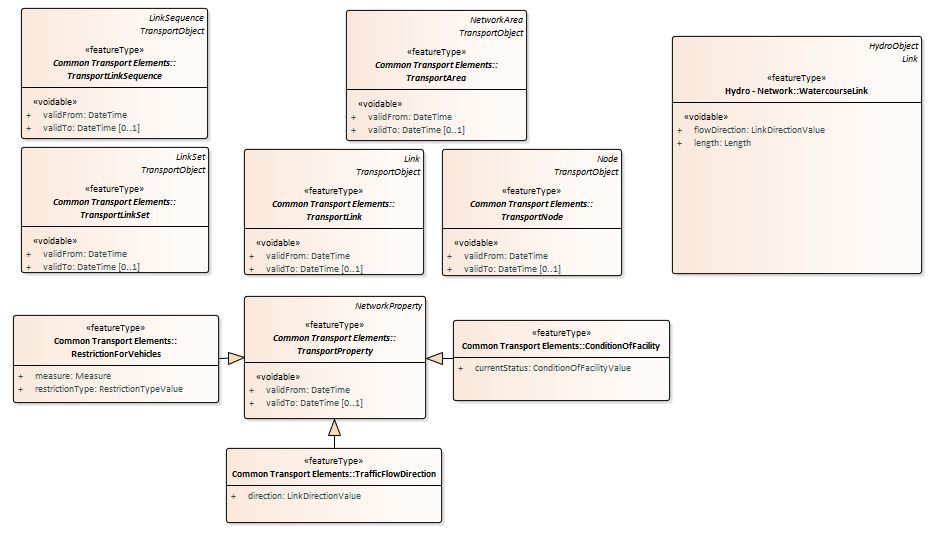 LinkSequence
TransportObject
«featureType»
Common Transport Elements::
TransportLinkSequence
«voidable»
+ validFrom: DateTime
+ validTo: DateTime [0..1]
NetworkArea
TransportObject
«featureType»
Common Transport Elements::
TransportArea
«voidable»
+ validFrom: DateTime
+ validTo: DateTime [0..1]
HydroObject
Link
«featureType»
Hydro - Network::WatercourseLink
«voidable»
+ flowDirection: LinkDirectionValue
+ length: Length
LinkSet
TransportObject
«featureType»
Common Transport Elements::
TransportLinkSet
«voidable»
+ validFrom: DateTime
+ validTo: DateTime [0..1]
Link
TransportObject
«featureType»
Common Transport Elements::
TransportLink
«voidable»
+ validFrom: DateTime
+ validTo: DateTime [0..1]
Node
TransportObject
«featureType»
Common Transport Elements::
TransportNode
«voidable»
+ validFrom: DateTime
+ validTo: DateTime [0..1]
«featureType»
Common Transport Elements::
RestrictionForVehicles
+ measure: Measure
+ restrictionType: RestrictionTypeValue
NetworkProperty
«featureType»
Common Transport Elements::
TransportProperty
«voidable»
+ validFrom: DateTime
+ validTo: DateTime [0..1]
«featureType»
Common Transport Elements::ConditionOfFacility
+ currentStatus: ConditionOfFacilityValue
«featureType»
Common Transport Elements::TrafficFlowDirection
+ direction: LinkDirectionValue